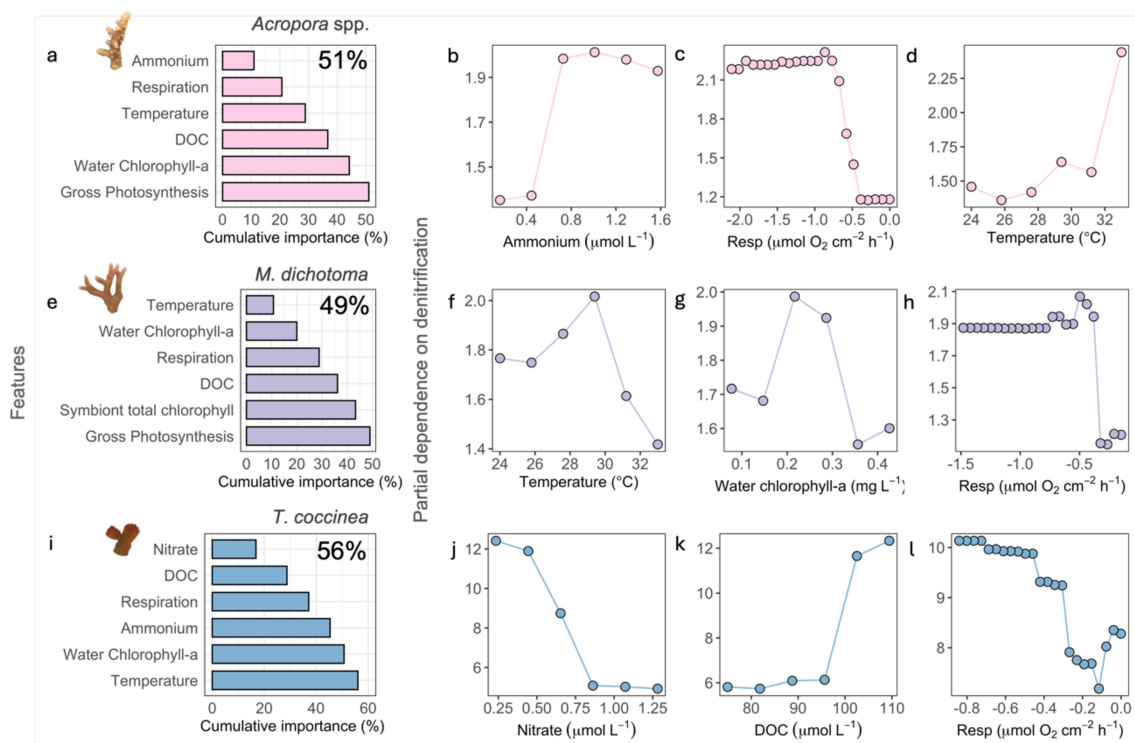 Features
Partial dependence on denitrification
Acropora spp.
a
51%
Ammonium
Respiration
Temperature
DOC
Water Chlorophyll-a
Gross Photosynthesis
0 10 20 30 40 50
Cumulative importance (%)
b
1.9
1.7
1.5
0.4 0.8 1.2 1.6
Ammonium (μmol L⁻¹)
c
2.1
1.8
1.5
1.2
-2.0 -1.5 -1.0 -0.5 0.0
Resp (μmol O₂ cm⁻² h⁻¹)
d
2.25
2.00
1.75
1.50
24 26 28 30 32
Temperature (°C)
M. dichotoma
e
49%
Temperature
Water Chlorophyll-a
Respiration
DOC
Symbiont total chlorophyll
Gross Photosynthesis
0 10 20 30 40 50
Cumulative importance (%)
f
2.0
1.8
1.6
1.4
24 26 28 30 32
Temperature (°C)
g
2.0
1.9
1.8
1.7
1.6
0.1 0.2 0.3 0.4
Water chlorophyll-a (mg L⁻¹)
h
2.1
1.9
1.7
1.5
1.3
-1.5 -1.0 -0.5
Resp (μmol O₂ cm⁻² h⁻¹)
T. coccinea
i
56%
Nitrate
DOC
Respiration
Ammonium
Water Chlorophyll-a
Temperature
0 20 40 60
Cumulative importance (%)
j
12
10
8
6
0.25 0.50 0.75 1.00 1.25
Nitrate (μmol L⁻¹)
k
12
10
8
6
80 90 100 110
DOC (μmol L⁻¹)
l
10
9
8
-0.8 -0.6 -0.4 -0.2 0.0
Resp (μmol O₂ cm⁻² h⁻¹)